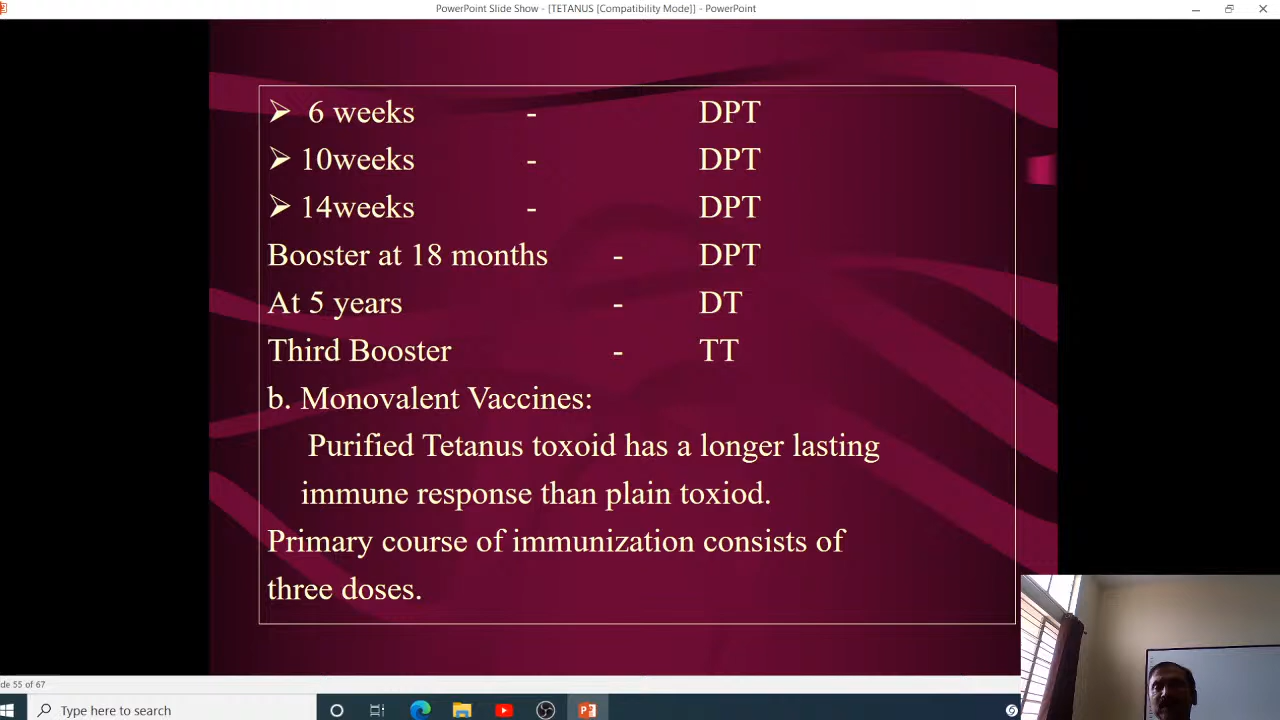 PowerPoint Slide Show - [TETANUS [Compatibility Mode]] - PowerPoint
6 weeks - DPT
10weeks - DPT
14weeks - DPT
Booster at 18 months - DPT
At 5 years - DT
Third Booster - TT
b. Monovalent Vaccines:
Purified Tetanus toxoid has a longer lasting
immune response than plain toxiod.
Primary course of immunization consists of
three doses.
de 55 of 67
Type here to search